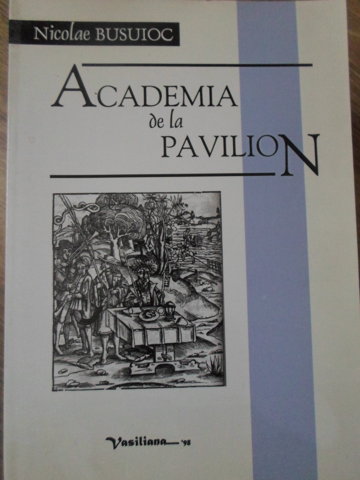 Nicolae BUSUIOC
ACADEMIA
de la
PAVILION
Vasiliana '98